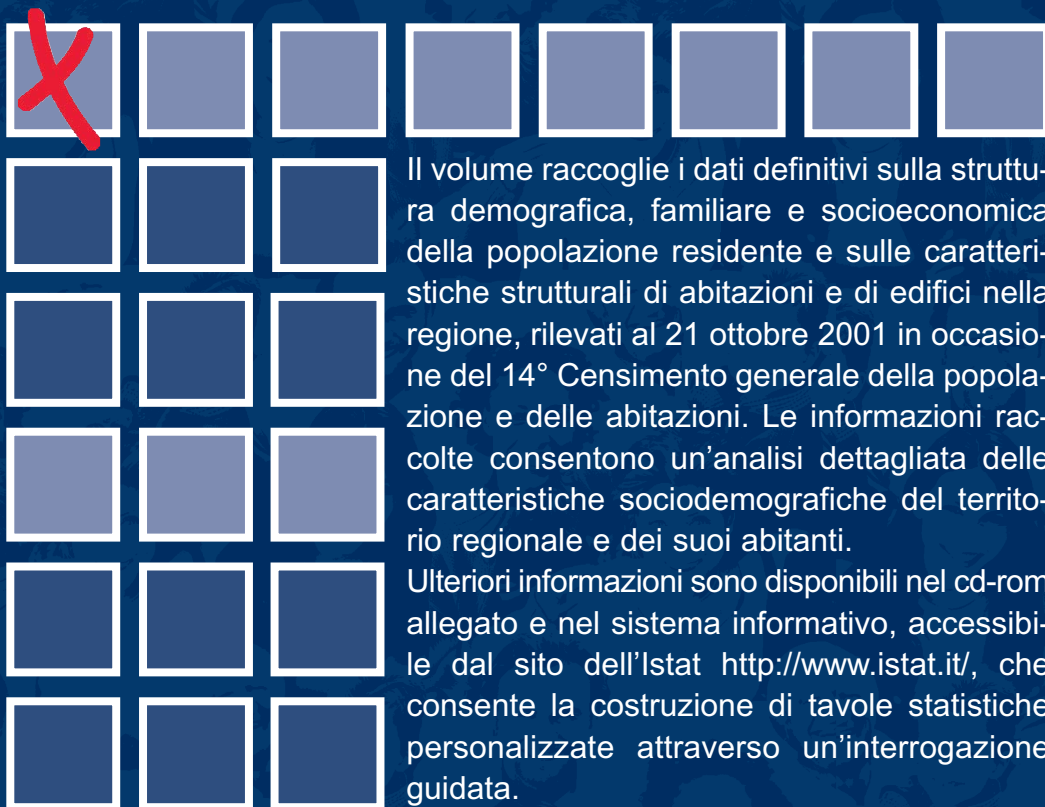 Il volume raccoglie i dati definitivi sulla struttu-
ra demografica, familiare e socioeconomica
della popolazione residente e sulle caratteri-
stiche strutturali di abitazioni e di edifici nella
regione, rilevati al 21 ottobre 2001 in occasio-
ne del 14° Censimento generale della popola-
zione e delle abitazioni. Le informazioni rac-
colte consentono un’analisi dettagliata delle
caratteristiche sociodemografiche del territo-
rio regionale e dei suoi abitanti.
Ulteriori informazioni sono disponibili nel cd-rom
allegato e nel sistema informativo, accessibi-
le dal sito dell’Istat http://www.istat.it/, che
consente la costruzione di tavole statistiche
personalizzate attraverso un’interrogazione
guidata.